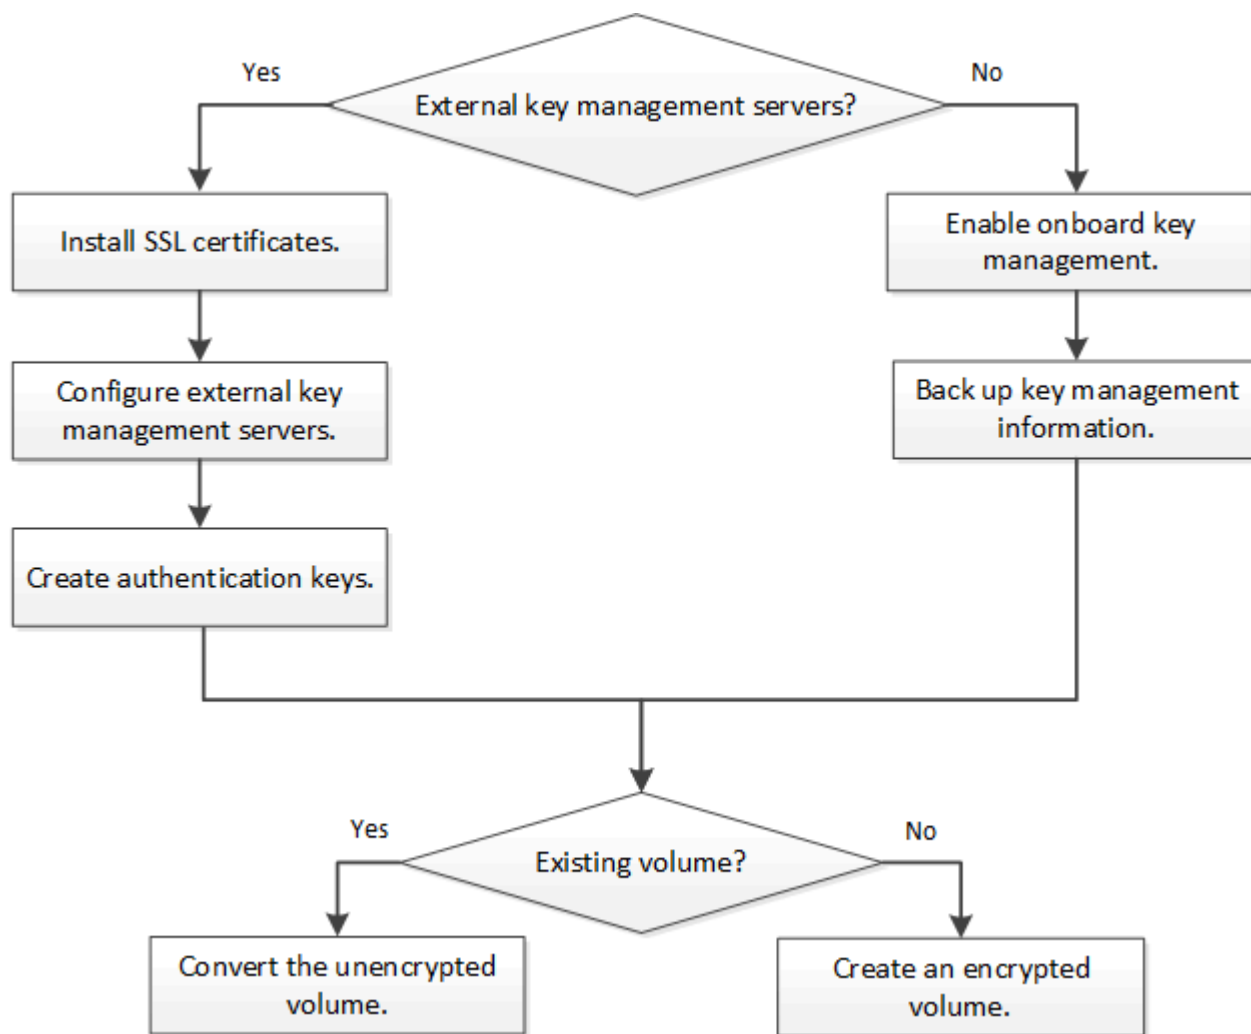 Yes
No
External key management servers?
Install SSL certificates.
Enable onboard key
management.
Configure external key
management servers.
Back up key management
information.
Create authentication keys.
Yes
No
Existing volume?
Convert the unencrypted
volume.
Create an encrypted
volume.